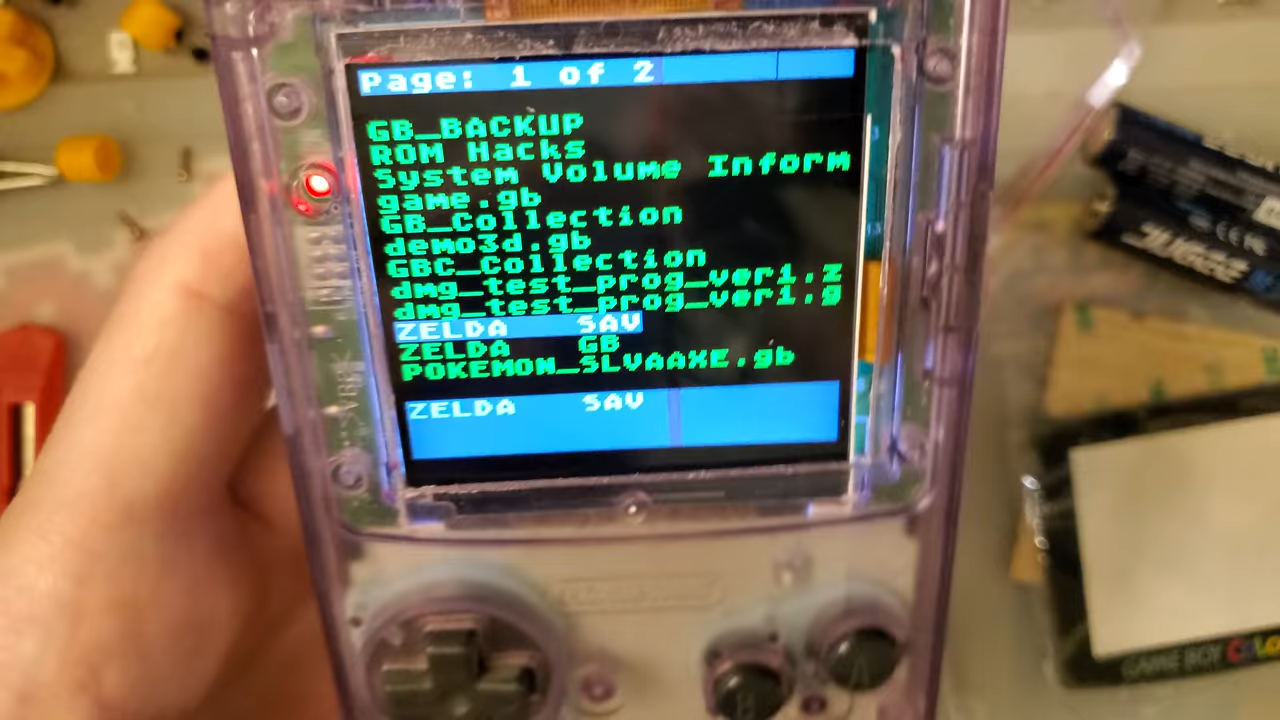 Page: 1 of 2
GB_BACKUP
ROM Hacks
System Volume Inform
game.gb
GB_Collection
demo3d.gb
GBC_Collection
dmg_test_prog_ver1.z
dmg_test_prog_ver1.g
ZELDA SAV
ZELDA GB
POKEMON_SLVAAXE.gb
ZELDA SAV
B
A
GAME BOY COLO